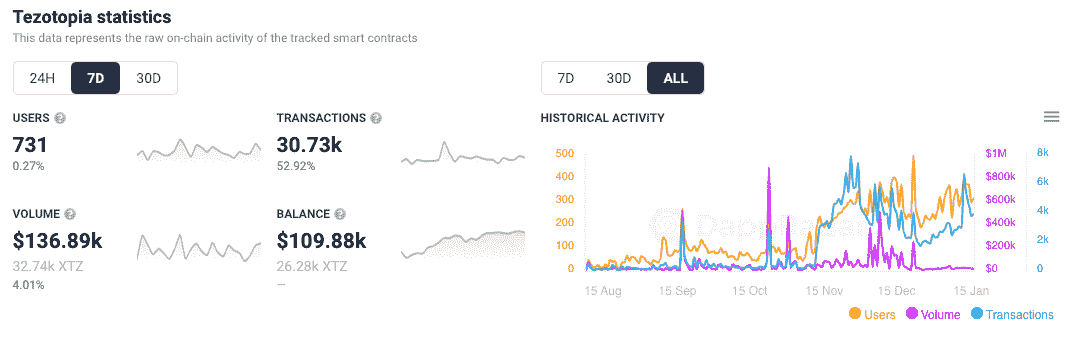 Tezotopia statistics
This data represents the raw on-chain activity of the tracked smart contracts
24H 7D 30D
USERS ?
731
0.27%
TRANSACTIONS ?
30.73k
52.92%
VOLUME ?
$136.89k
32.74k XTZ
4.01%
BALANCE ?
$109.88k
26.28k XTZ
—
7D 30D ALL
HISTORICAL ACTIVITY
500
400
300
200
100
0
$1M
$800k
$600k
$400k
$200k
$0
8k
6k
4k
2k
0
15 Aug 15 Sep 15 Oct 15 Nov 15 Dec 15 Jan
Users Volume Transactions